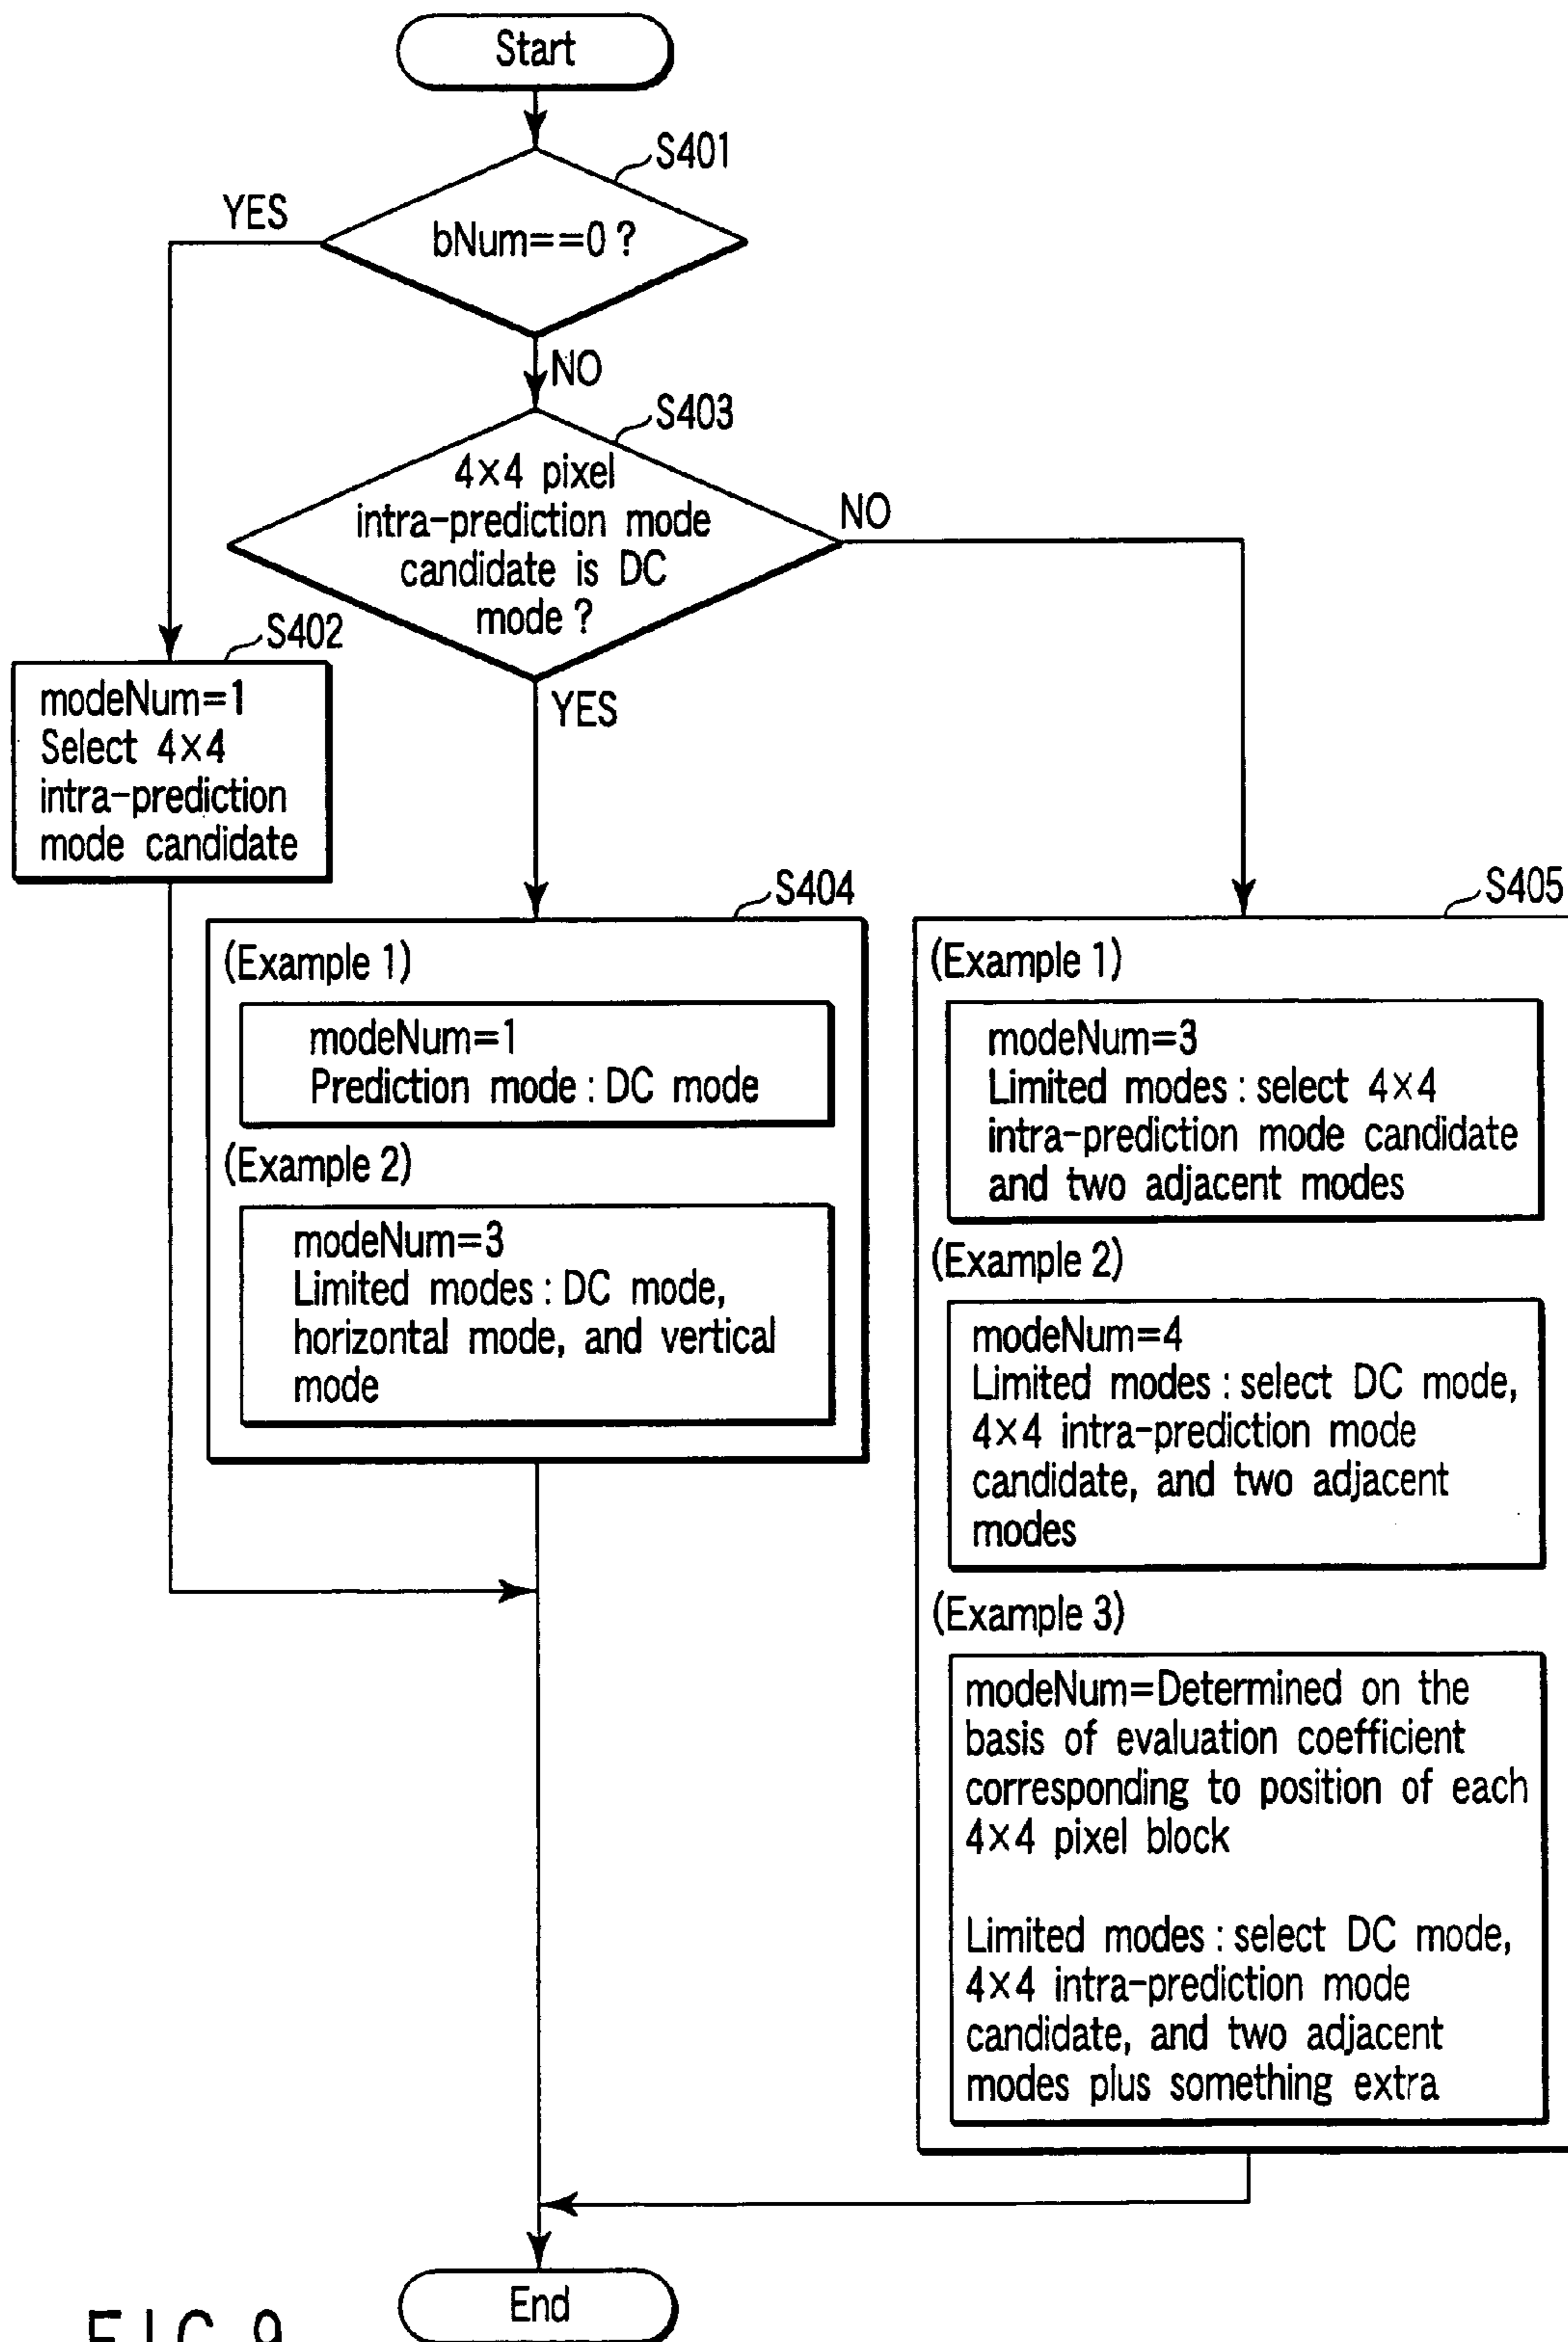 Start
S401
YES
bNum==0 ?
NO
S403
4×4 pixel
intra-prediction mode
candidate is DC
mode ?
NO
S402
modeNum=1
Select 4×4
intra-prediction
mode candidate
YES
S404
(Example 1)
modeNum=1
Prediction mode : DC mode
(Example 2)
modeNum=3
Limited modes : DC mode,
horizontal mode, and vertical
mode
S405
(Example 1)
modeNum=3
Limited modes : select 4×4
intra-prediction mode candidate
and two adjacent modes
(Example 2)
modeNum=4
Limited modes : select DC mode,
4×4 intra-prediction mode
candidate, and two adjacent
modes
(Example 3)
modeNum=Determined on the
basis of evaluation coefficient
corresponding to position of each
4×4 pixel block
Limited modes : select DC mode,
4×4 intra-prediction mode
candidate, and two adjacent
modes plus something extra
End
FIG. 9